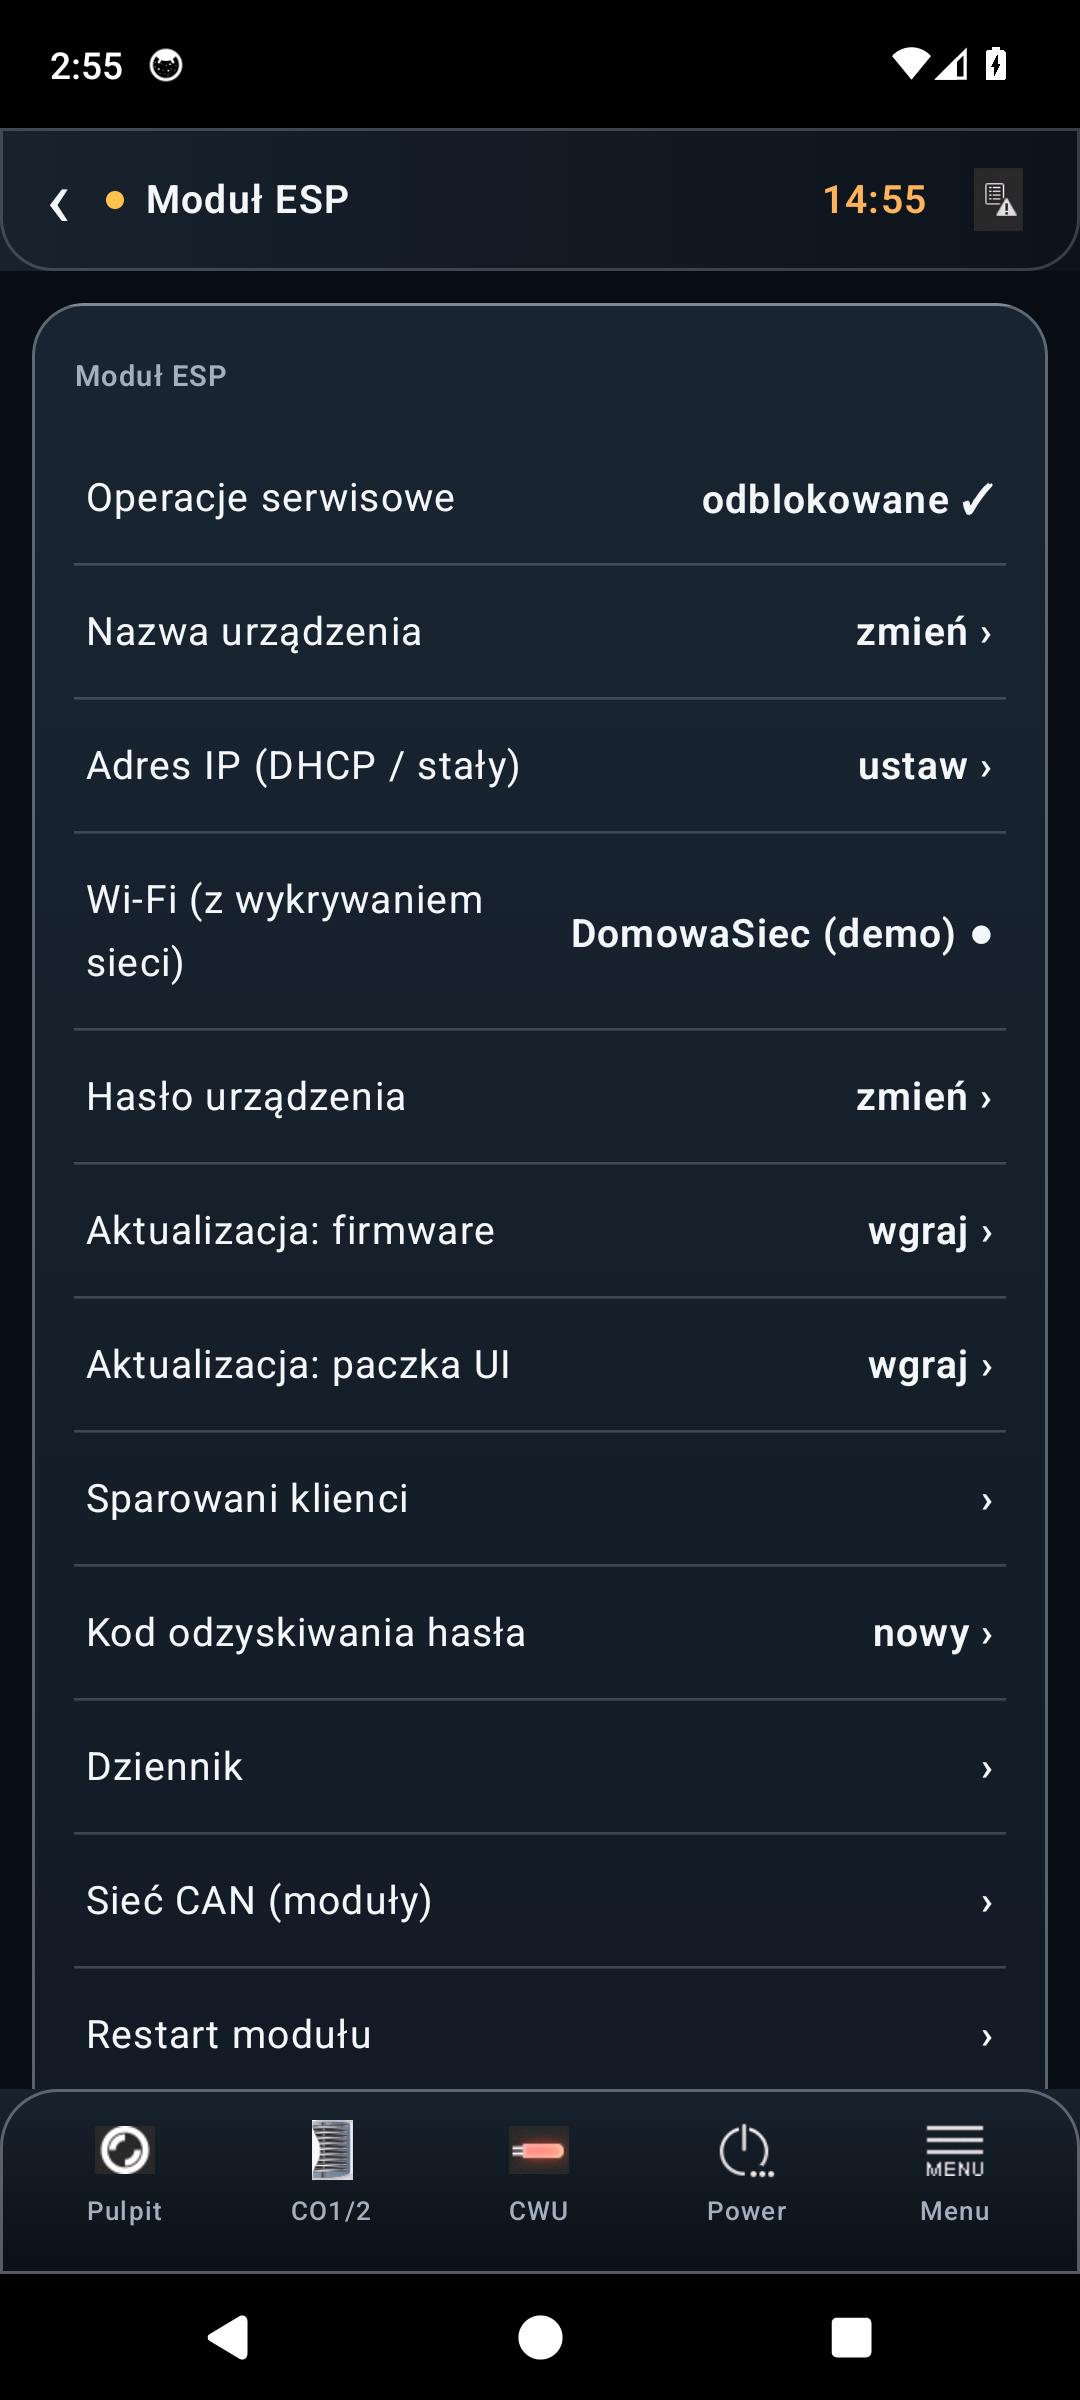 2:55
Moduł ESP
14:55
Moduł ESP
Operacje serwisowe
odblokowane ✓
Nazwa urządzenia
zmień ›
Adres IP (DHCP / stały)
ustaw ›
Wi-Fi (z wykrywaniem
sieci)
DomowaSiec (demo) ●
Hasło urządzenia
zmień ›
Aktualizacja: firmware
wgraj ›
Aktualizacja: paczka UI
wgraj ›
Sparowani klienci
›
Kod odzyskiwania hasła
nowy ›
Dziennik
›
Sieć CAN (moduły)
›
Restart modułu
›
MENU
Pulpit
CO1/2
CWU
Power
Menu